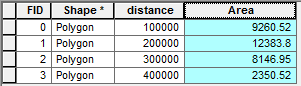 FID Shape * distance Area
0 Polygon 100000 9260.52
1 Polygon 200000 12383.8
2 Polygon 300000 8146.95
3 Polygon 400000 2350.52